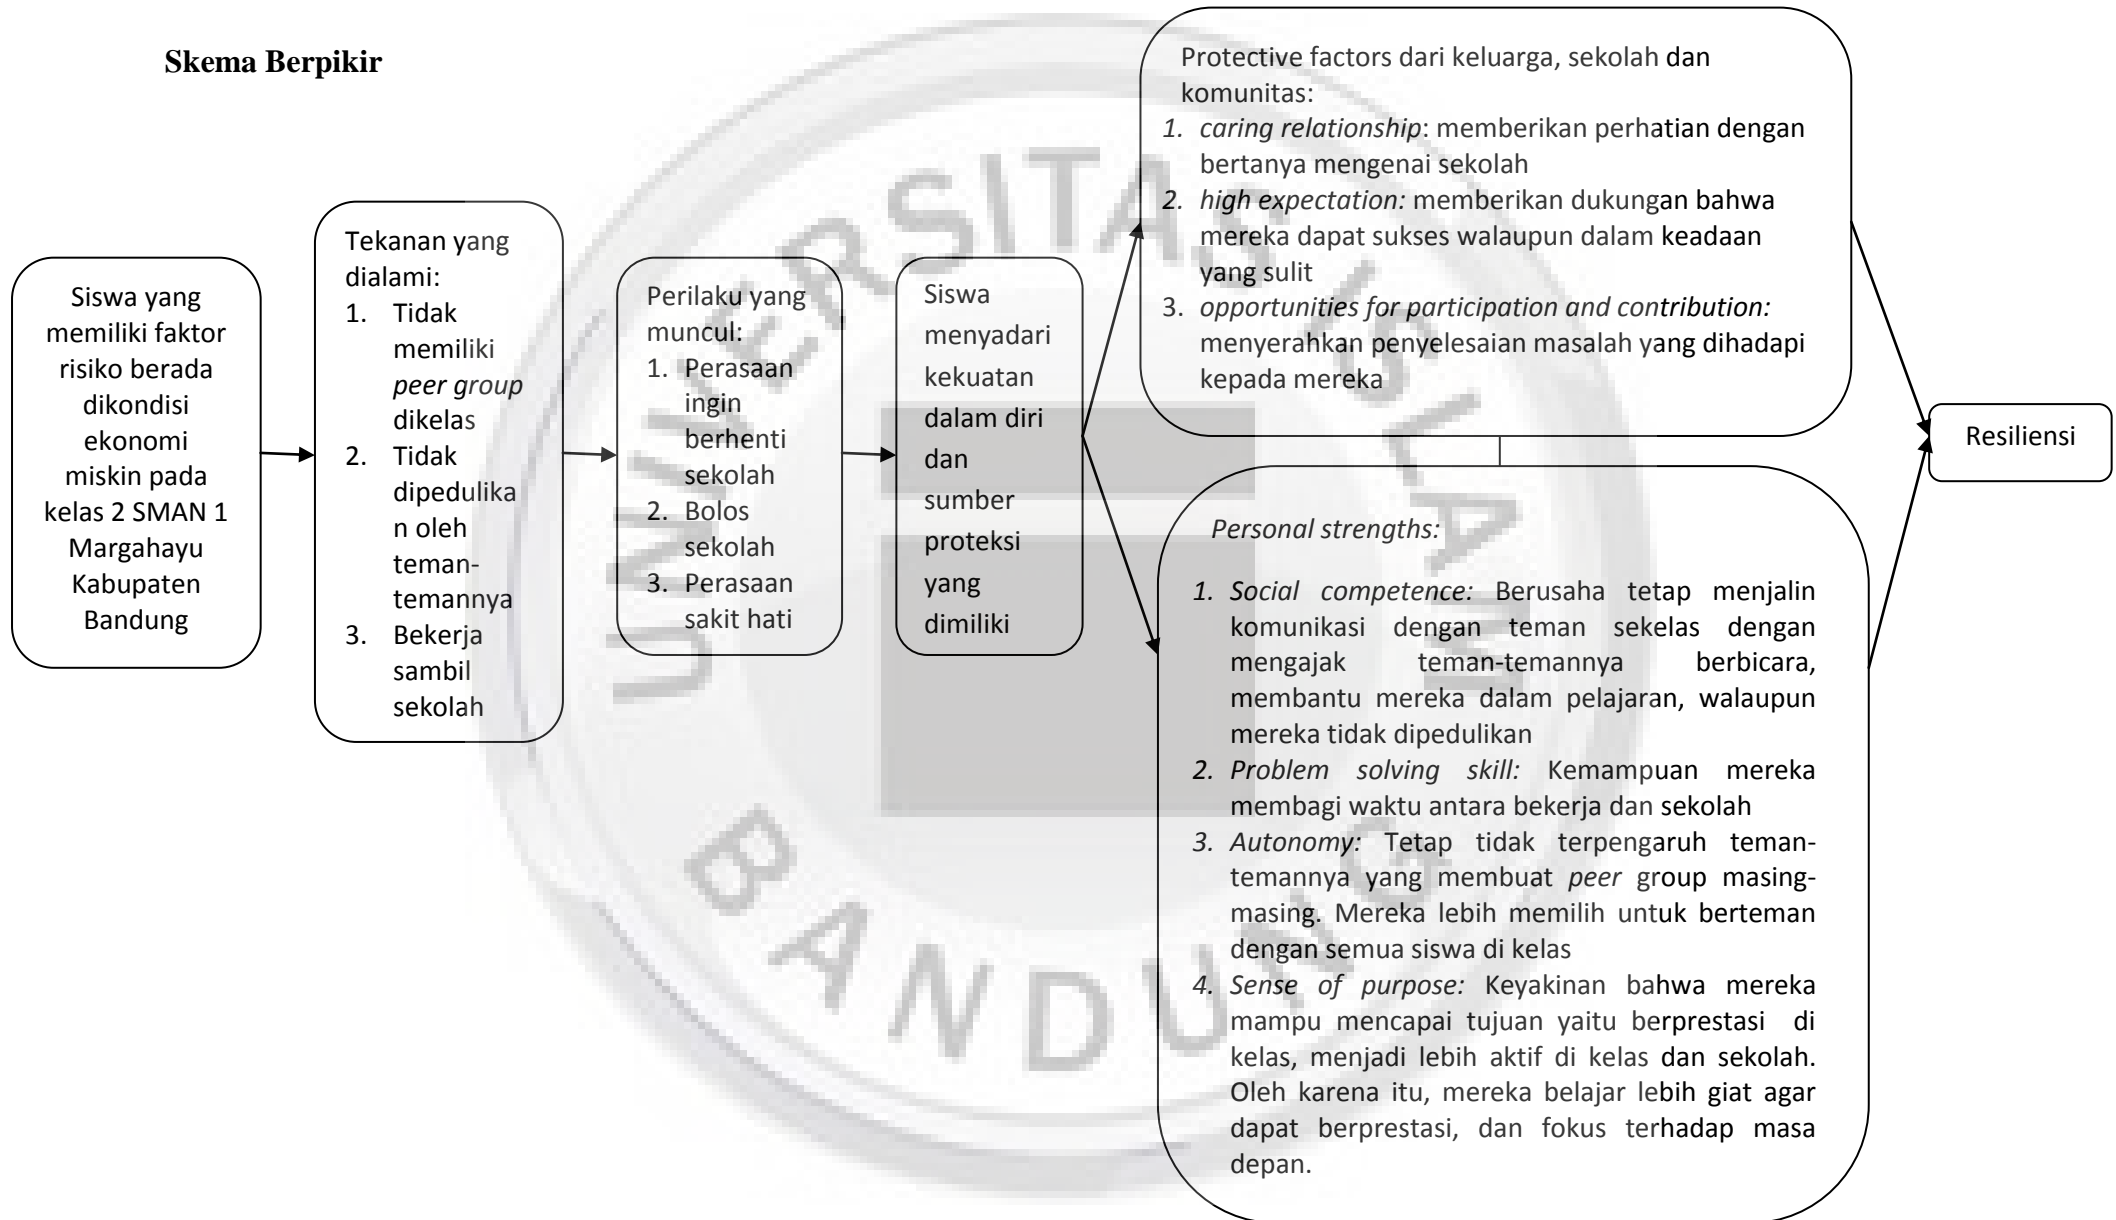 Skema Berpikir
Siswa yang
memiliki faktor
risiko berada
dikondisi
ekonomi
miskin pada
kelas 2 SMAN 1
Margahayu
Kabupaten
Bandung
Tekanan yang
dialami:
1. Tidak
memiliki
peer group
dikelas
2. Tidak
dipedulika
n oleh
teman-
temannya
3. Bekerja
sambil
sekolah
Perilaku yang
muncul:
1. Perasaan
ingin
berhenti
sekolah
2. Bolos
sekolah
3. Perasaan
sakit hati
Siswa
menyadari
kekuatan
dalam diri
dan
sumber
proteksi
yang
dimiliki
Protective factors dari keluarga, sekolah dan
komunitas:
1. caring relationship: memberikan perhatian dengan
bertanya mengenai sekolah
2. high expectation: memberikan dukungan bahwa
mereka dapat sukses walaupun dalam keadaan
yang sulit
3. opportunities for participation and contribution:
menyerahkan penyelesaian masalah yang dihadapi
kepada mereka
Personal strengths:
1. Social competence: Berusaha tetap menjalin
komunikasi dengan teman sekelas dengan
mengajak teman-temannya berbicara,
membantu mereka dalam pelajaran, walaupun
mereka tidak dipedulikan
2. Problem solving skill: Kemampuan mereka
membagi waktu antara bekerja dan sekolah
3. Autonomy: Tetap tidak terpengaruh teman-
temannya yang membuat peer group masing-
masing. Mereka lebih memilih untuk berteman
dengan semua siswa di kelas
4. Sense of purpose: Keyakinan bahwa mereka
mampu mencapai tujuan yaitu berprestasi di
kelas, menjadi lebih aktif di kelas dan sekolah.
Oleh karena itu, mereka belajar lebih giat agar
dapat berprestasi, dan fokus terhadap masa
depan.
Resiliensi
UNIVERSITAS ISLAM
BANDUNG